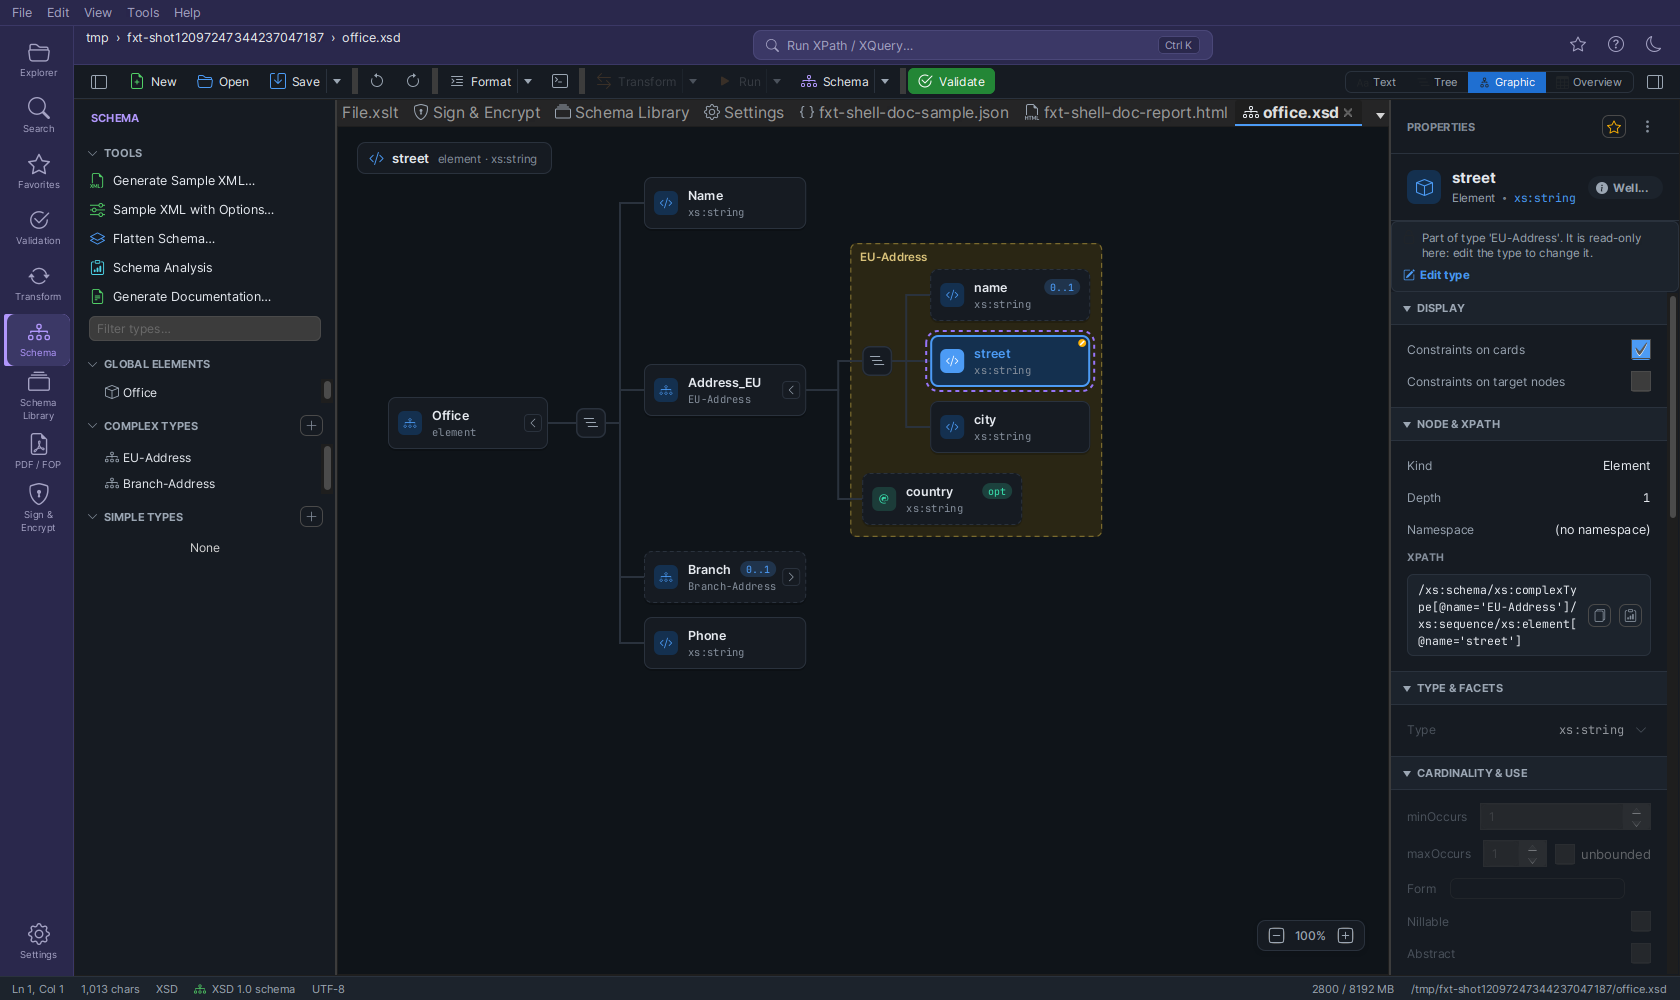 File Edit View Tools Help
tmp › fxt-shot12097247344237047187 › office.xsd
Run XPath / XQuery... Ctrl K
New Open Save Format Transform Run Schema Validate
Text Tree Graphic Overview
Explorer
Search
Favorites
Validation
Transform
Schema
Schema
Library
PDF / FOP
Sign &
Encrypt
Settings
SCHEMA
TOOLS
Generate Sample XML...
Sample XML with Options...
Flatten Schema...
Schema Analysis
Generate Documentation...
Filter types...
GLOBAL ELEMENTS
Office
COMPLEX TYPES
EU-Address
Branch-Address
SIMPLE TYPES
None
File.xslt Sign & Encrypt Schema Library Settings fxt-shell-doc-sample.json fxt-shell-doc-report.html office.xsd
street element · xs:string
Office
element
Name
xs:string
Address_EU
EU-Address
Branch 0..1
Branch-Address
Phone
xs:string
EU-Address
name 0..1
xs:string
street
xs:string
city
xs:string
country opt
xs:string
100%
PROPERTIES
street
Element • xs:string
Well...
Part of type 'EU-Address'. It is read-only
here: edit the type to change it.
Edit type
DISPLAY
Constraints on cards
Constraints on target nodes
NODE & XPATH
Kind Element
Depth 1
Namespace (no namespace)
XPATH
/xs:schema/xs:complexTy
pe[@name='EU-Address']/
xs:sequence/xs:element[
@name='street']
TYPE & FACETS
Type xs:string
CARDINALITY & USE
minOccurs 1
maxOccurs 1 unbounded
Form
Nillable
Abstract
Ln 1, Col 1 1,013 chars XSD XSD 1.0 schema UTF-8
2800 / 8192 MB /tmp/fxt-shot12097247344237047187/office.xsd